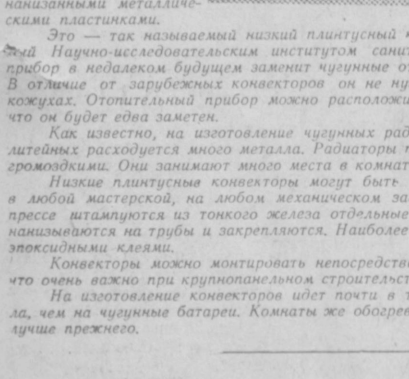 нанизанными металличе-
скими пластинками.
Это — так называемый низкий плинтусный
Научно-исследовательским институтом сани
прибор в недалеком будущем заменит чугунные о
В отличие от зарубежных конвекторов он не ну
кожухах. Отопительный прибор можно расположи
что он будет едва заметен.
Как известно, на изготовление чугунных рад
литейных расходуется много металла. Радиаторы
громоздкими. Они занимают много места в комнат
Низкие плинтусные конвекторы могут быть
в любой мастерской, на любом механическом за
прессе штампуются из тонкого железа отдельные
нанизываются на трубы и закрепляются. Наиболее
эпоксидными клеями.
Конвекторы можно монтировать непосредстве
что очень важно при крупнопанельном строительст
На изготовление конвекторов идет почти в
ла, чем на чугунные батареи. Комнаты же обогрев
лучше прежнего.